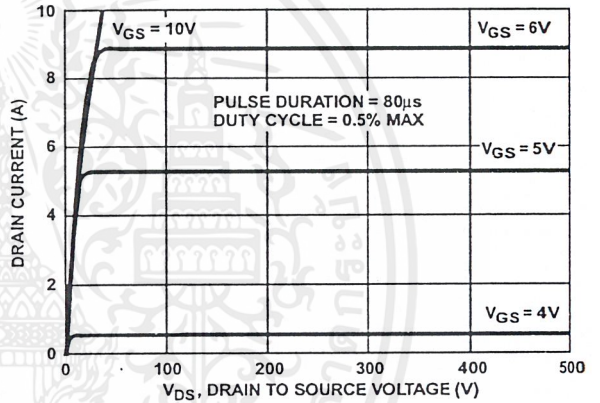 10
8
6
4
2
0
DRAIN CURRENT (A)
V_GS = 10V
V_GS = 6V
PULSE DURATION = 80μs
DUTY CYCLE = 0.5% MAX
V_GS = 5V
V_GS = 4V
0 100 200 300 400 500
V_DS, DRAIN TO SOURCE VOLTAGE (V)